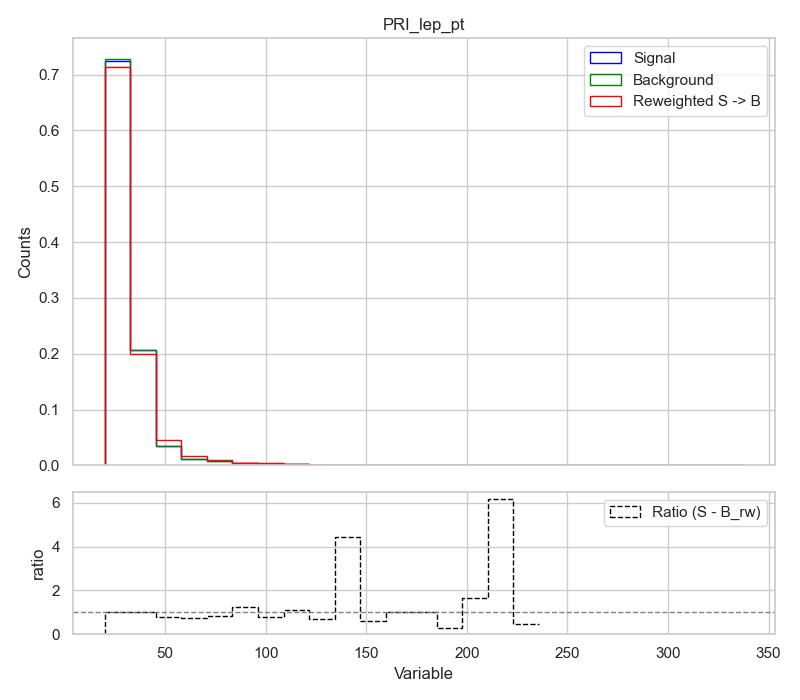 PRI_lep_pt
Signal
Background
Reweighted S -> B
Counts
0.7
0.6
0.5
0.4
0.3
0.2
0.1
0.0
Ratio (S - B_rw)
ratio
6
4
2
0
50 100 150 200 250 300 350
Variable